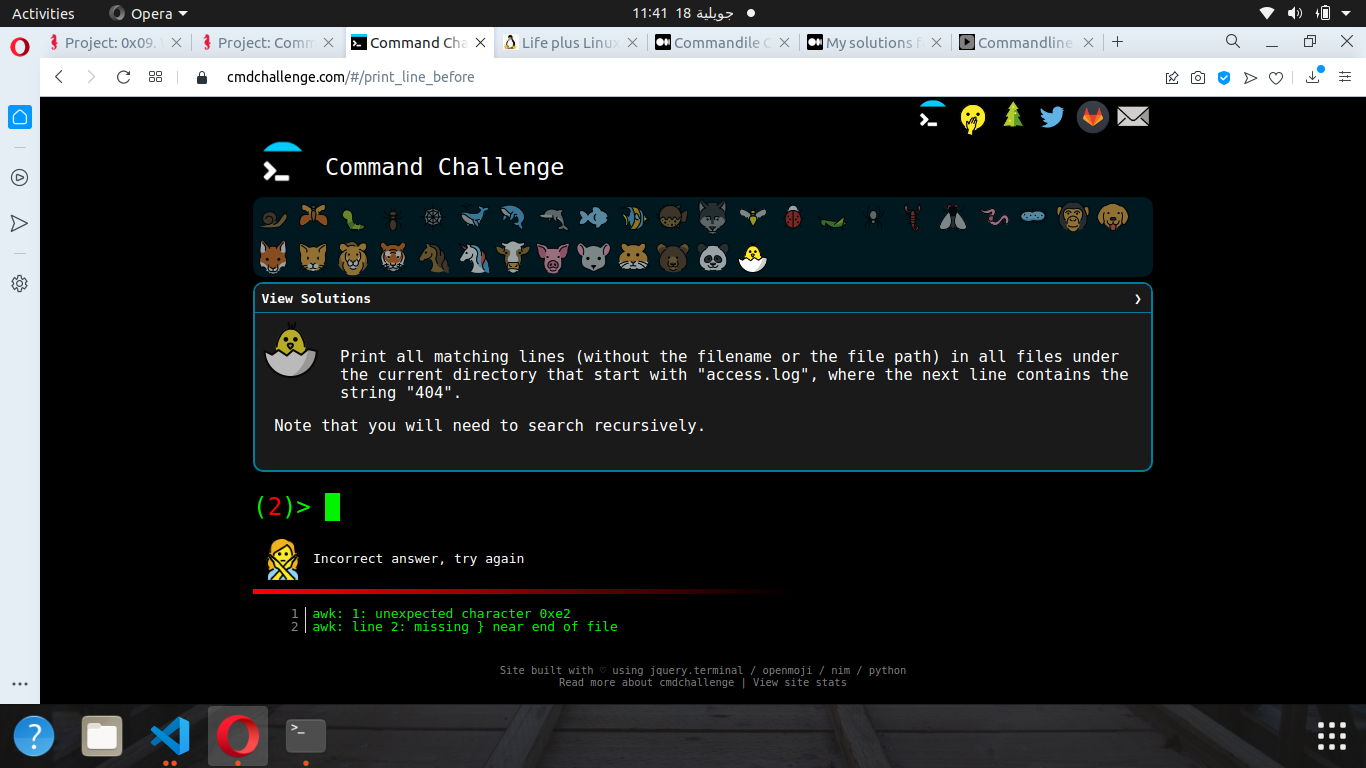 Activities
Opera
11:41 18 جويلية
Project: 0x09. 
Project: Comm
Command Cha
Life plus Linux
Commandile C
My solutions f
Commandline
cmdchallenge.com/#/print_line_before
Command Challenge
View Solutions
Print all matching lines (without the filename or the file path) in all files under
the current directory that start with "access.log", where the next line contains the
string "404".
Note that you will need to search recursively.
(2)>
Incorrect answer, try again
1 awk: 1: unexpected character 0xe2
2 awk: line 2: missing } near end of file
Site built with ♡ using jquery.terminal / openmoji / nim / python
Read more about cmdchallenge | View site stats